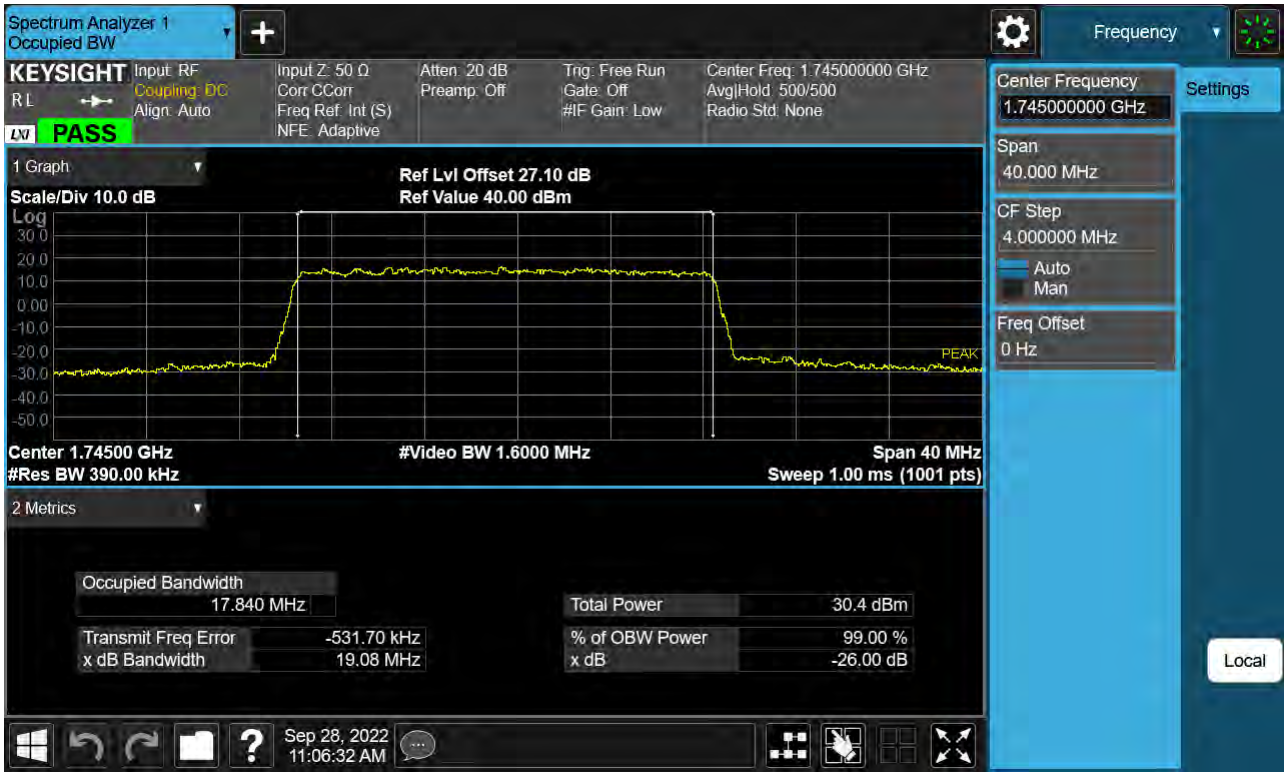 Spectrum Analyzer 1
Occupied BW
Frequency
KEYSIGHT
R L
LXI
PASS
Input: RF
Coupling: DC
Align: Auto
Input Z: 50 Ω
Corr CCorr
Freq Ref: Int (S)
NFE: Adaptive
Atten: 20 dB
Preamp: Off
Trig: Free Run
Gate: Off
#IF Gain: Low
Center Freq: 1.745000000 GHz
Avg|Hold: 500/500
Radio Std: None
Center Frequency
1.745000000 GHz
Settings
Span
40.000 MHz
CF Step
4.000000 MHz
Auto
Man
Freq Offset
0 Hz
1 Graph
Scale/Div 10.0 dB
Ref Lvl Offset 27.10 dB
Ref Value 40.00 dBm
Log
30.0
20.0
10.0
0.00
-10.0
-20.0
-30.0
-40.0
-50.0
PEAK
Center 1.74500 GHz
#Video BW 1.6000 MHz
Span 40 MHz
#Res BW 390.00 kHz
Sweep 1.00 ms (1001 pts)
2 Metrics
Occupied Bandwidth
17.840 MHz
Transmit Freq Error -531.70 kHz
x dB Bandwidth 19.08 MHz
Total Power 30.4 dBm
% of OBW Power 99.00 %
x dB -26.00 dB
Local
Sep 28, 2022
11:06:32 AM